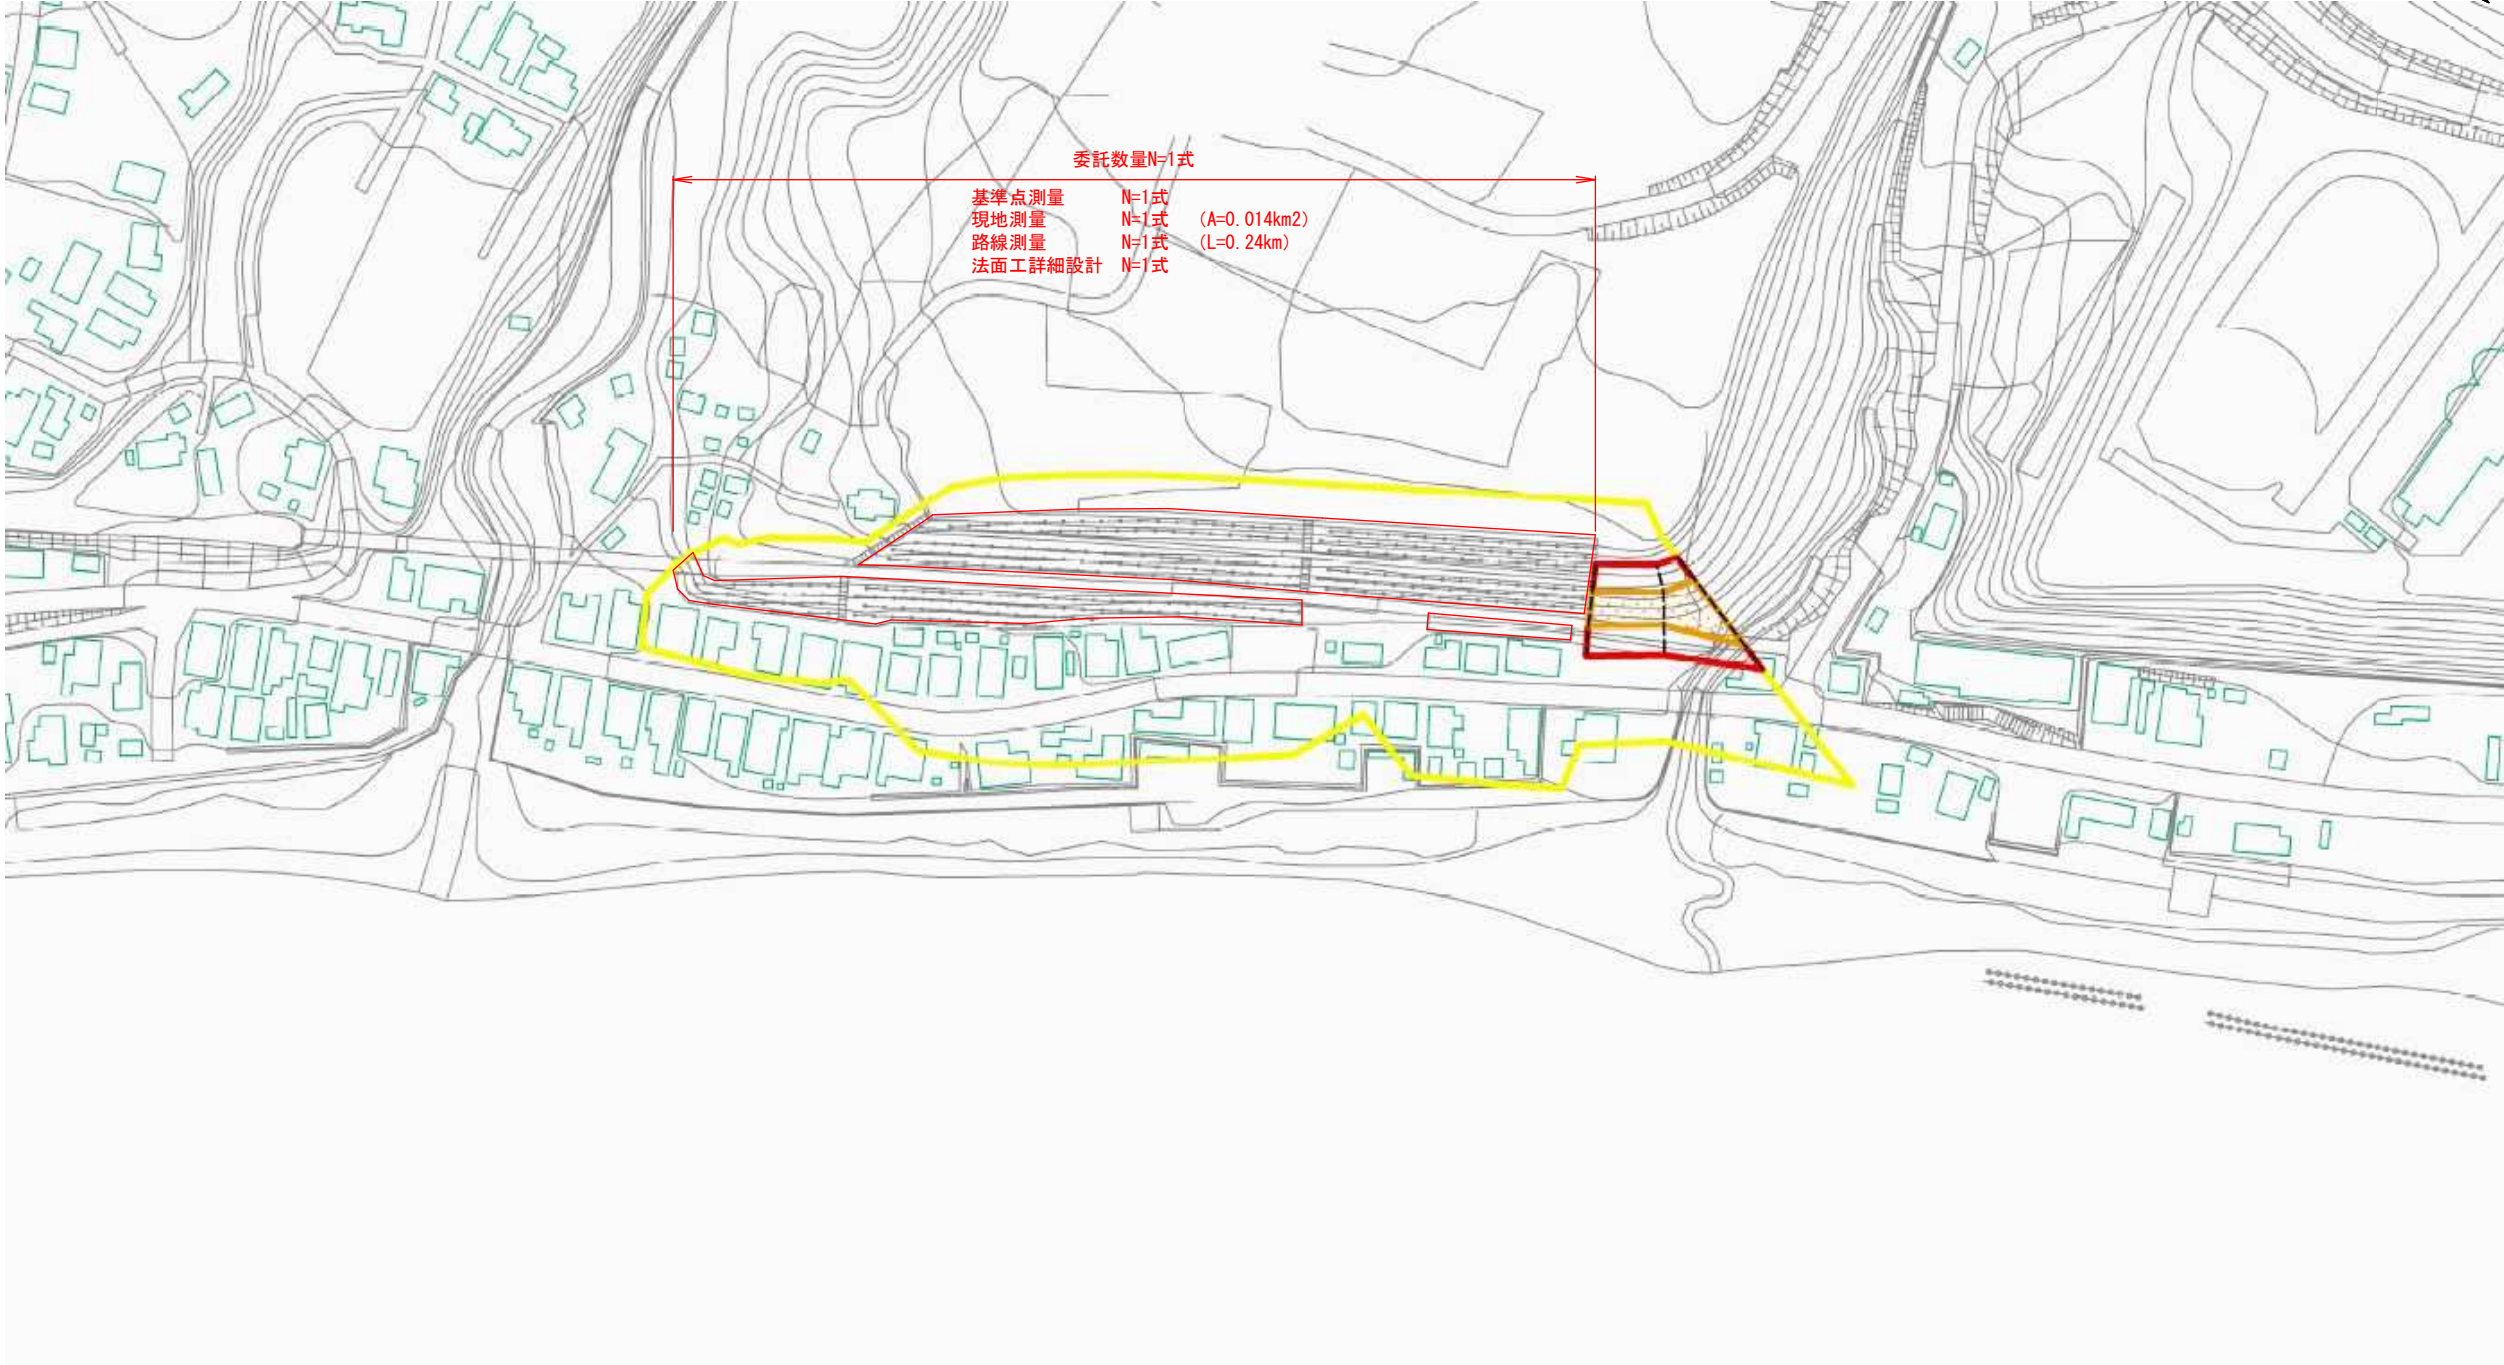 委託数量N=1式
基準点測量 N=1式
現地測量 N=1式 (A=0.014km2)
路線測量 N=1式 (L=0.24km)
法面工詳細設計 N=1式